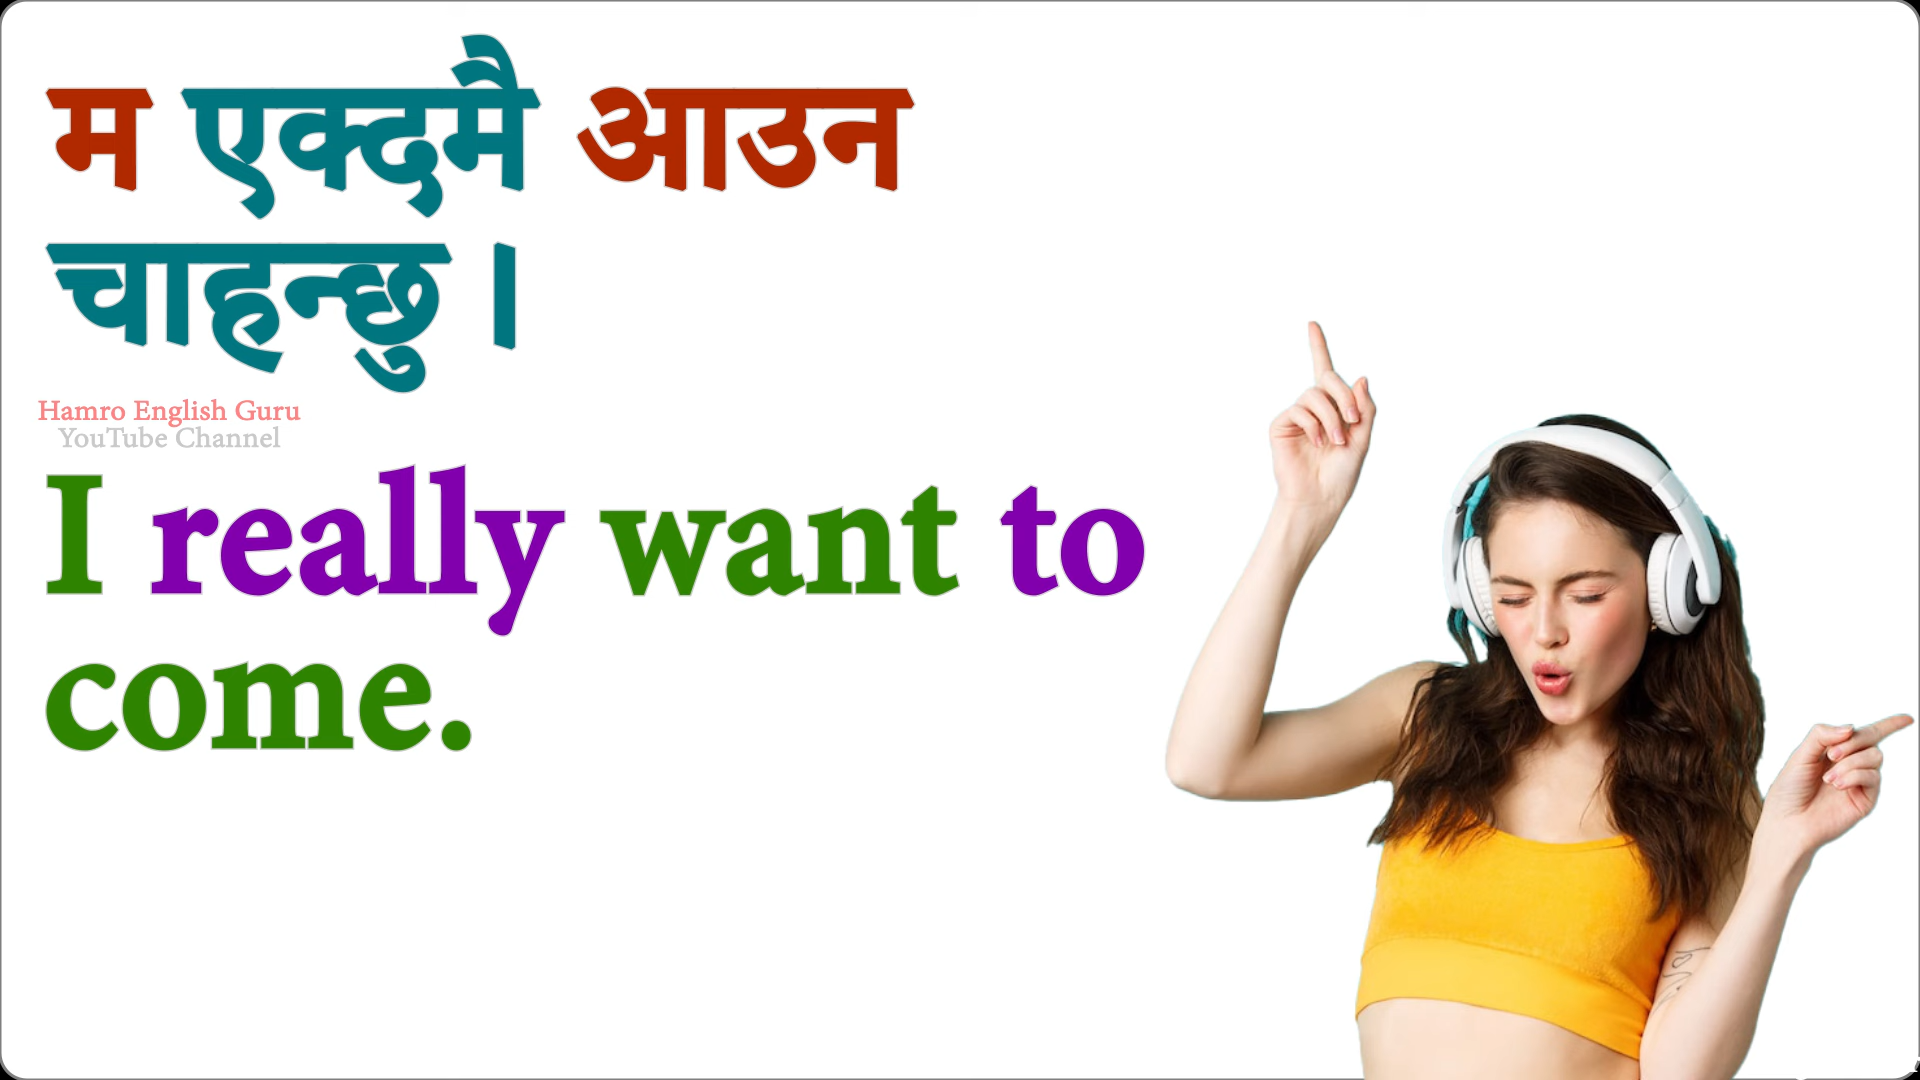 म एक्दमै आउन
चाहन्छु ।
Hamro English Guru
YouTube Channel
I really want to
come.